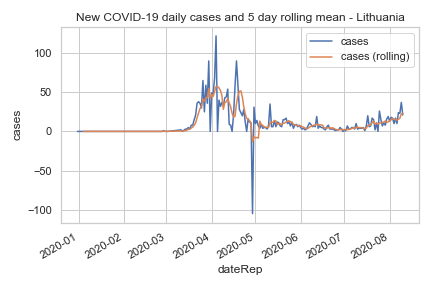 New COVID-19 daily cases and 5 day rolling mean - Lithuania
cases
cases (rolling)
100
50
0
−50
−100
cases
2020-01
2020-02
2020-03
2020-04
2020-05
2020-06
2020-07
2020-08
dateRep